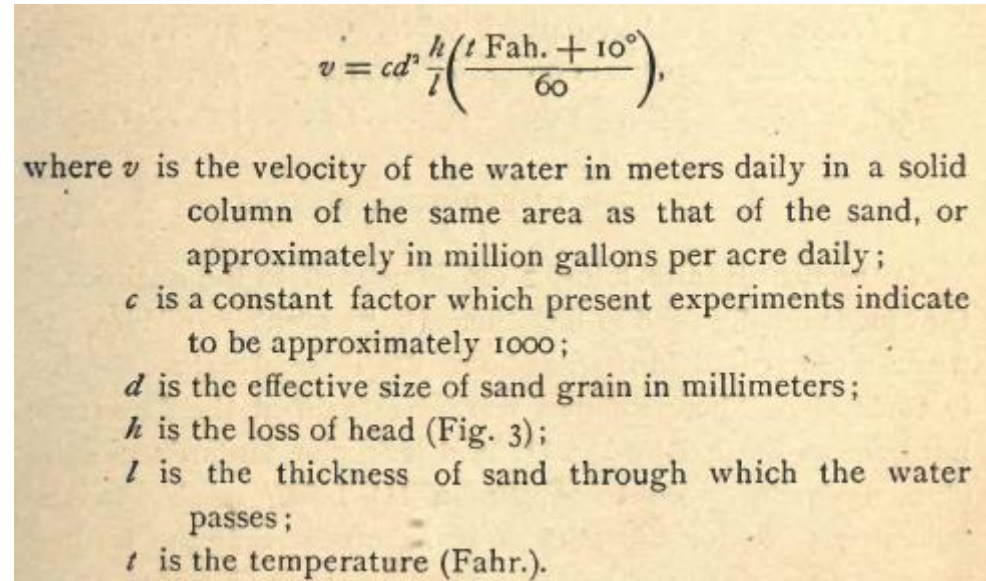 v = cd² h/l (t Fah. + 10° / 60),
where v is the velocity of the water in meters daily in a solid
column of the same area as that of the sand, or
approximately in million gallons per acre daily;
c is a constant factor which present experiments indicate
to be approximately 1000;
d is the effective size of sand grain in millimeters;
h is the loss of head (Fig. 3);
l is the thickness of sand through which the water
passes;
t is the temperature (Fahr.).